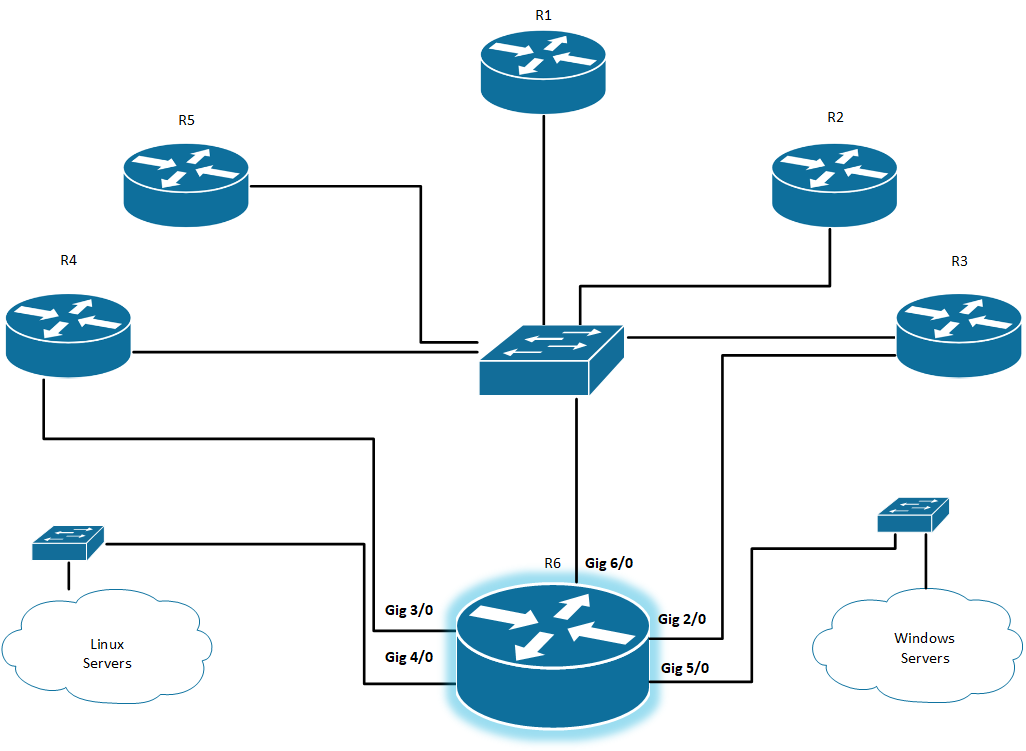 R1
R5
R2
R4
R3
R6
Gig 6/0
Gig 3/0
Gig 2/0
Gig 4/0
Gig 5/0
Linux
Servers
Windows
Servers